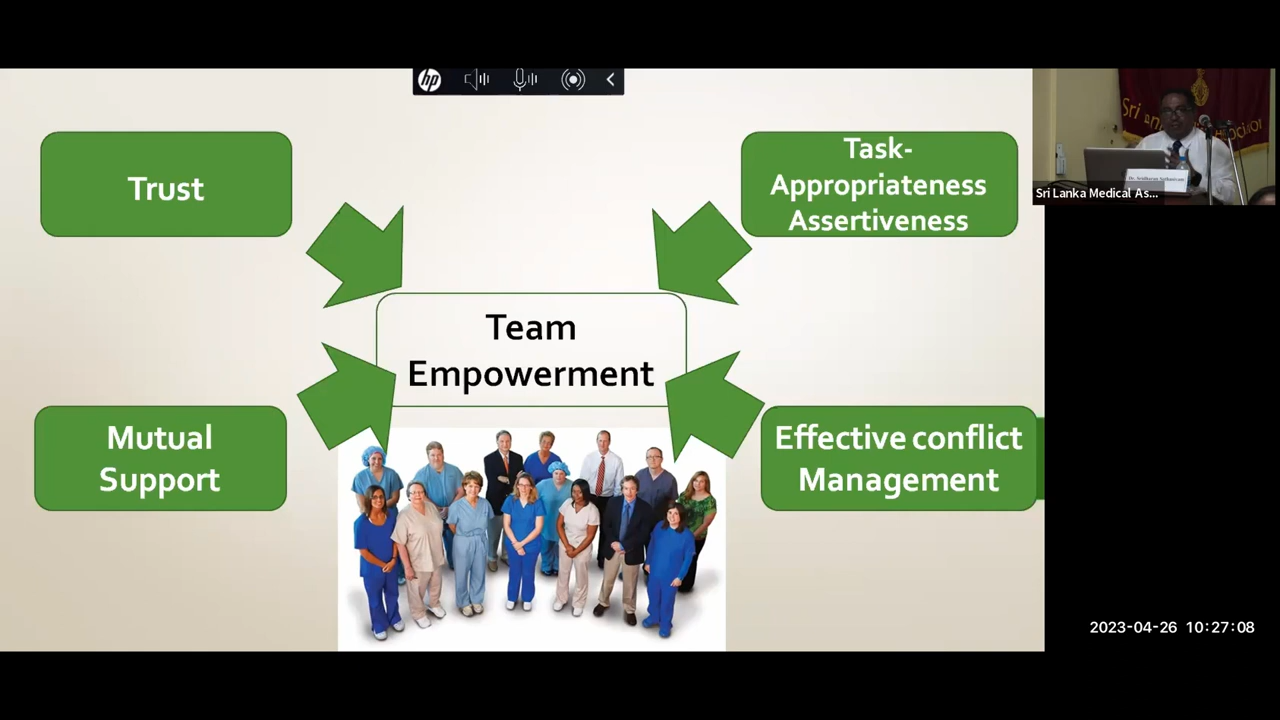 hp
Trust
Task-
Appropriateness
Assertiveness
Team
Empowerment
Mutual
Support
Effective conflict
Management
Sri Lanka Medical As...
2023-04-26 10:27:08